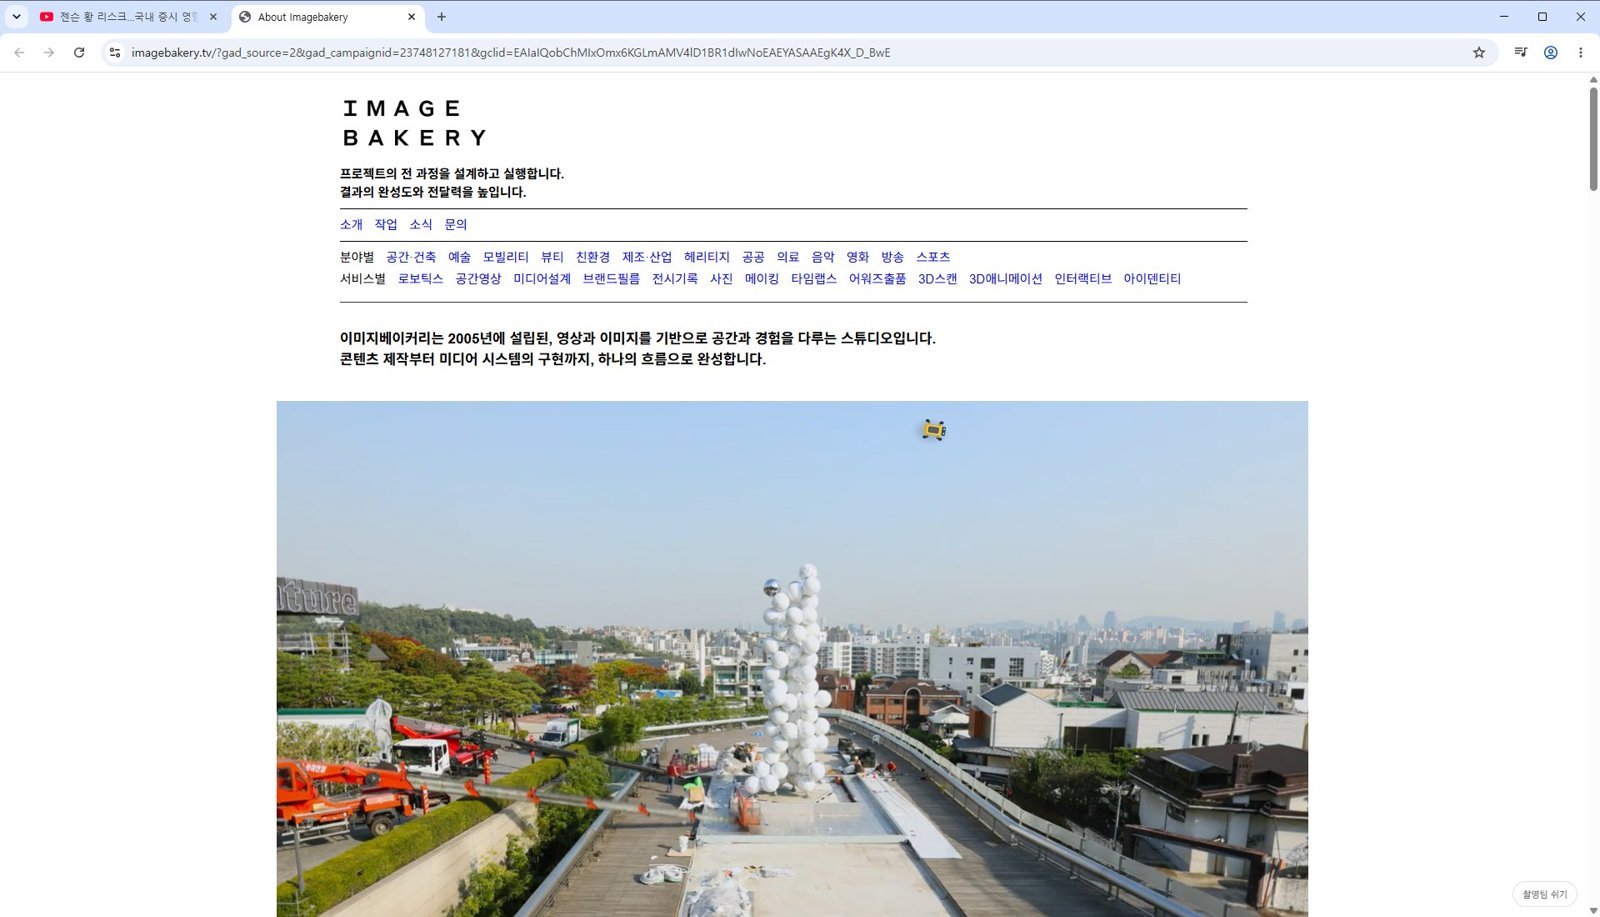 젠슨 황 리스크...국내 증시
About Imagebakery
imagebakery.tv/?gad_source=2&gad_campaignid=23748127181&gclid=EAIaIQobChMIxOmx6KGLmAMV4lD1BR1dIwNoEAEYASAAEgK4X_D_BwE
IMAGE
BAKERY
프로젝트의 전 과정을 설계하고 실행합니다.
결과의 완성도와 전달력을 높입니다.
소개 작업 소식 문의
분야별 공간·건축 예술 모빌리티 뷰티 친환경 제조·산업 헤리티지 공공 의료 음악 영화 방송 스포츠
서비스별 로보틱스 공간영상 미디어설계 브랜드필름 전시기록 사진 메이킹 타임랩스 어워즈출품 3D스캔 3D애니메이션 인터랙티브 아이덴티티
이미지베이커리는 2005년에 설립된, 영상과 이미지를 기반으로 공간과 경험을 다루는 스튜디오입니다.
콘텐츠 제작부터 미디어 시스템의 구현까지, 하나의 흐름으로 완성합니다.
ture
촬영팀 쉬기